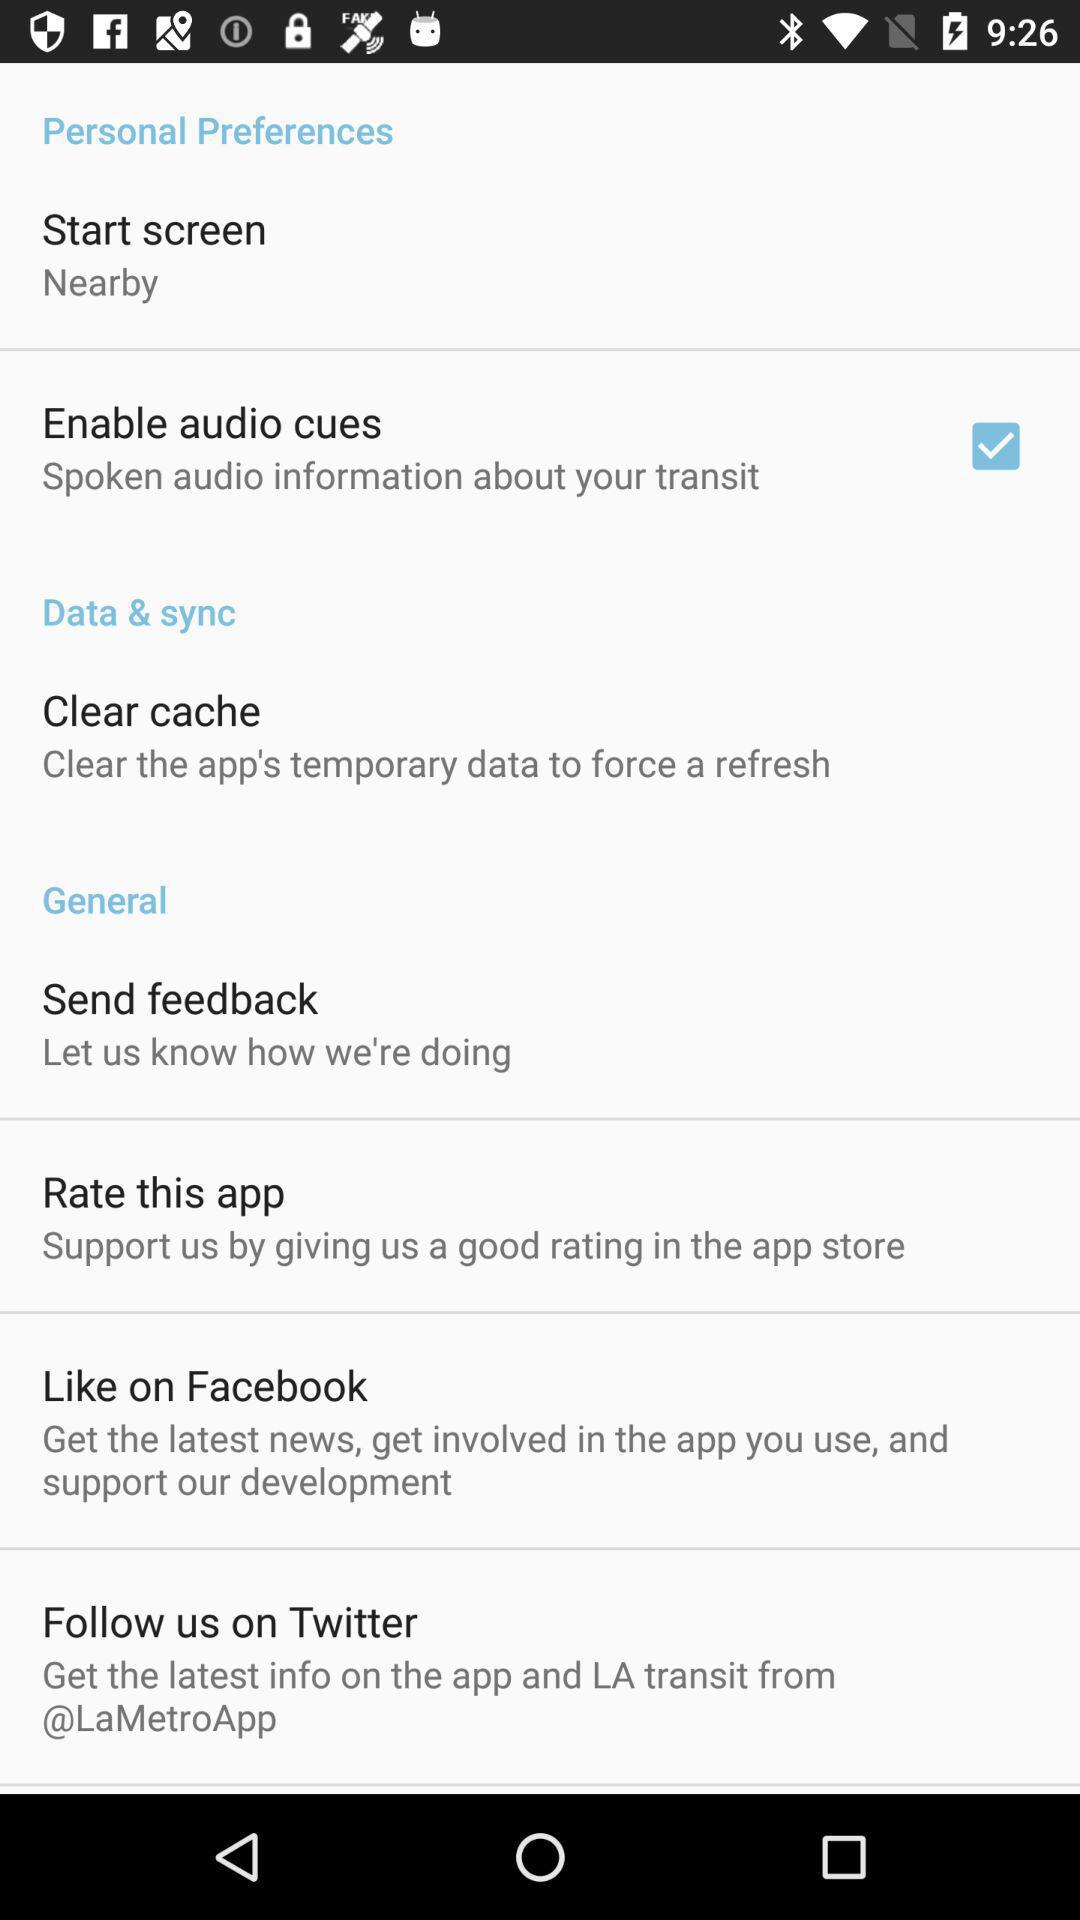 FAKE
9:26
Personal Preferences
Start screen
Nearby
Enable audio cues
Spoken audio information about your transit
Data & sync
Clear cache
Clear the app's temporary data to force a refresh
General
Send feedback
Let us know how we're doing
Rate this app
Support us by giving us a good rating in the app store
Like on Facebook
Get the latest news, get involved in the app you use, and
support our development
Follow us on Twitter
Get the latest info on the app and LA transit from
@LaMetroApp